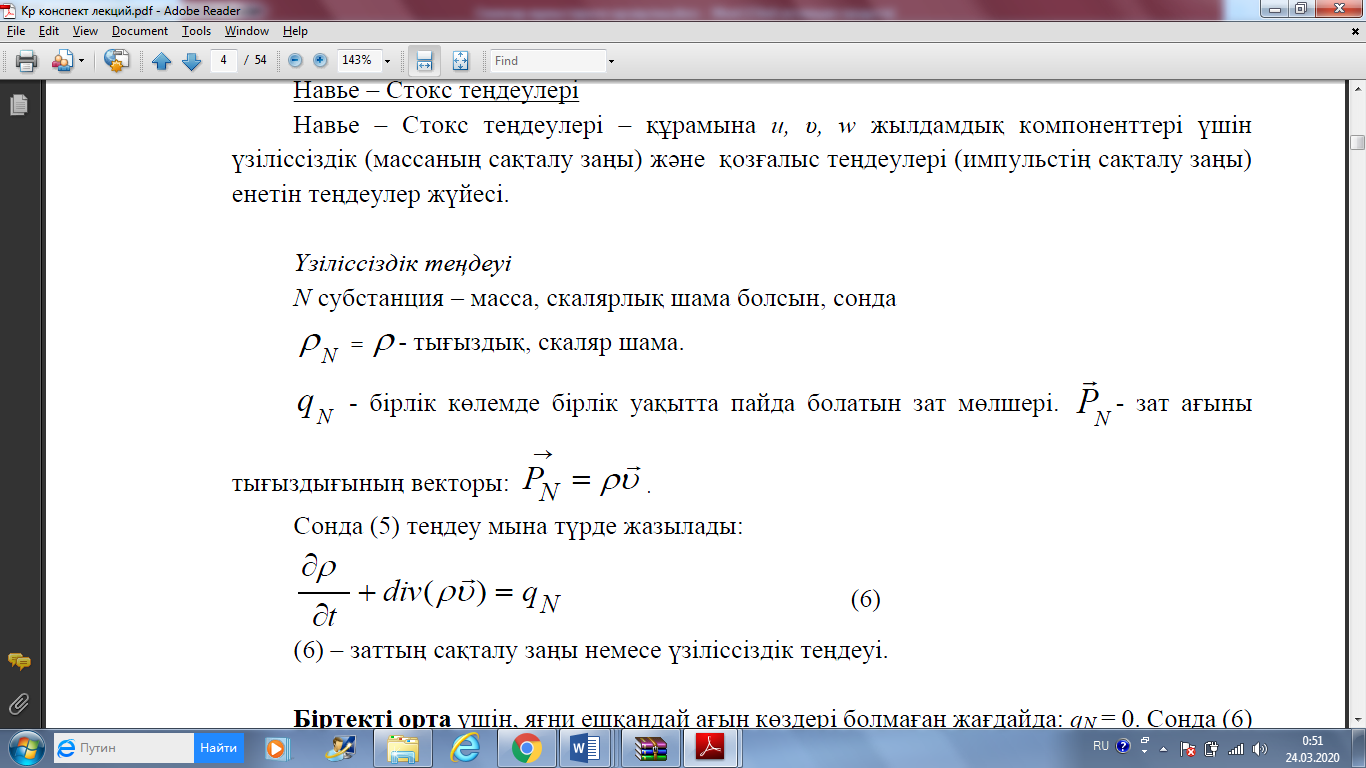 Кр конспект лекций.pdf - Adobe Reader
File Edit View Document Tools Window Help
4 / 54 143% Find
Навье – Стокс теңдеулері
Навье – Стокс теңдеулері – құрамына u, υ, w жылдамдық компоненттері үшін
үзіліссіздік (массаның сақталу заңы) және қозғалыс теңдеулері (импульстің сақталу заңы)
енетін теңдеулер жүйесі.
Үзіліссіздік теңдеуі
N субстанция – масса, скалярлық шама болсын, сонда
ρ_N = ρ - тығыздық, скаляр шама.
q_N - бірлік көлемде бірлік уақытта пайда болатын зат мөлшері. P⃗_N - зат ағыны
тығыздығының векторы: P⃗_N = ρυ⃗ .
Сонда (5) теңдеу мына түрде жазылады:
∂ρ/∂t + div(ρυ⃗) = q_N (6)
(6) – заттың сақталу заңы немесе үзіліссіздік теңдеуі.
Біртекті орта үшін, яғни ешқандай ағын көздері болмаған жағдайда: q_N = 0. Сонда (6)
Путин Найти RU 0:51
24.03.2020